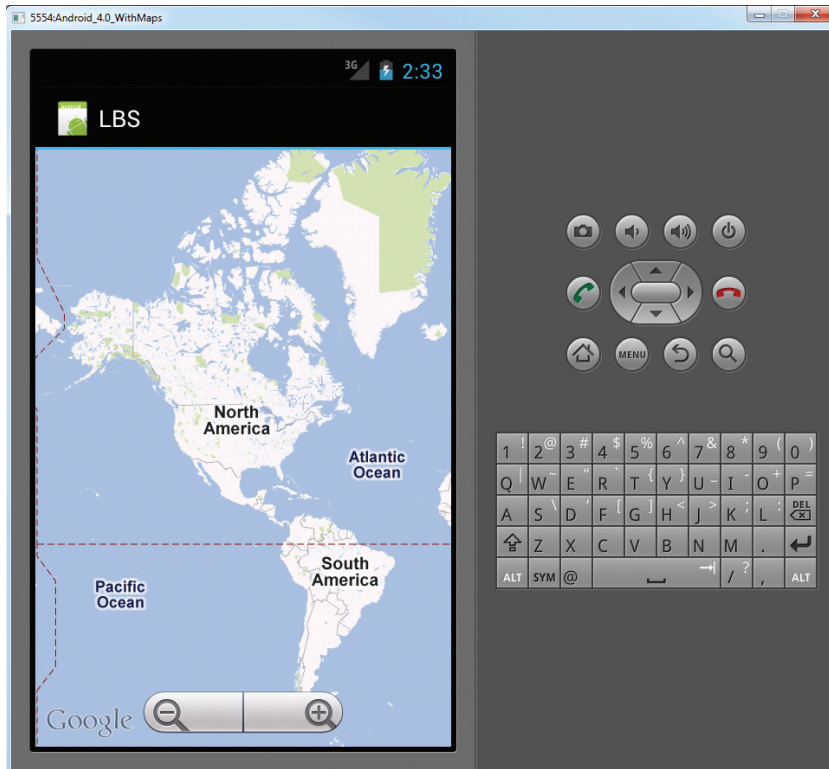 5554:Android_4.0_WithMaps
3G 2:33
LBS
North
America
Atlantic
Ocean
South
America
Pacific
Ocean
Google
MENU
1 ! 2 @ 3 # 4 $ 5 % 6 ^ 7 & 8 * 9 ( 0 )
Q | W ~ E " R ` T { Y } U _ I - O + P =
A S \ D ' F [ G ] H < J > K ; L : DEL
Z X C V B N M .
ALT SYM @ / ? , ALT